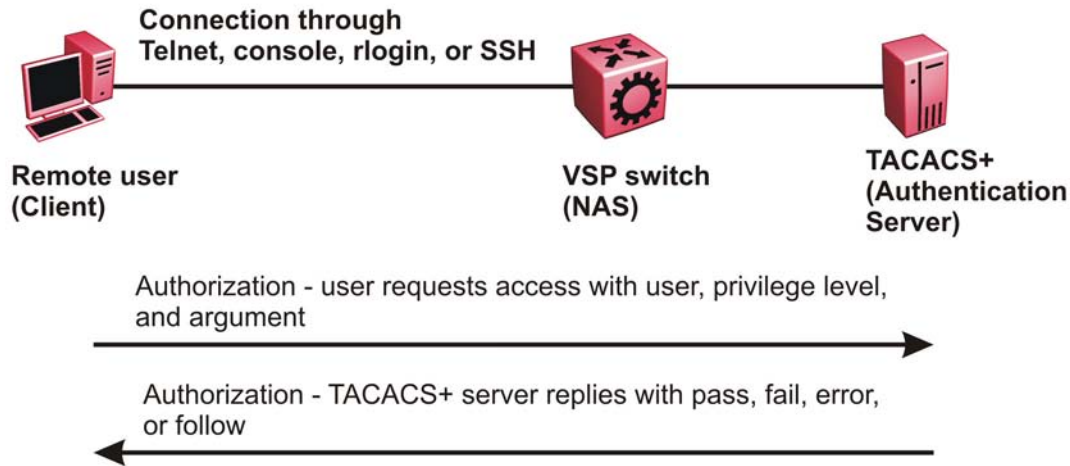 Connection through
Telnet, console, rlogin, or SSH
Remote user
(Client)
VSP switch
(NAS)
TACACS+
(Authentication
Server)
Authorization - user requests access with user, privilege level,
and argument
Authorization - TACACS+ server replies with pass, fail, error,
or follow